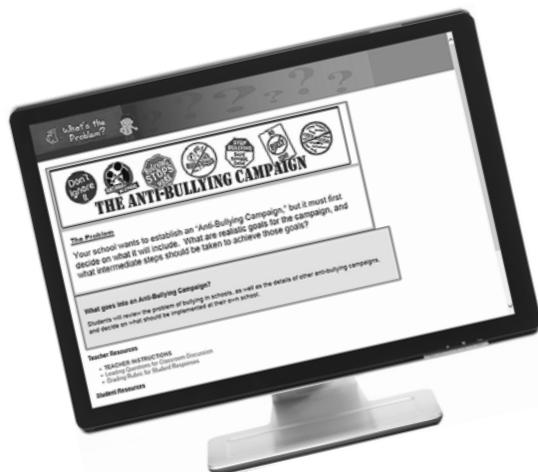 What's the
Problem?
Don't
Ignore
it
BULLYING
STOPS
HERE
STOP
BULLYING
THE ANTI-BULLYING CAMPAIGN
The Problem
Your school wants to establish an "Anti-Bullying Campaign," but it must first
decide on what it will include. What are realistic goals for the campaign, and
what intermediate steps should be taken to achieve those goals?
What goes into an Anti-Bullying Campaign?
Students will review the problem of bullying in schools, as well as the details of other anti-bullying campaigns,
and decide on what should be implemented at their own school.
Teacher Resources
• TEACHER INSTRUCTIONS
• Leading Questions for Classroom Discussion
• Grading Rubric for Student Responses
Student Resources